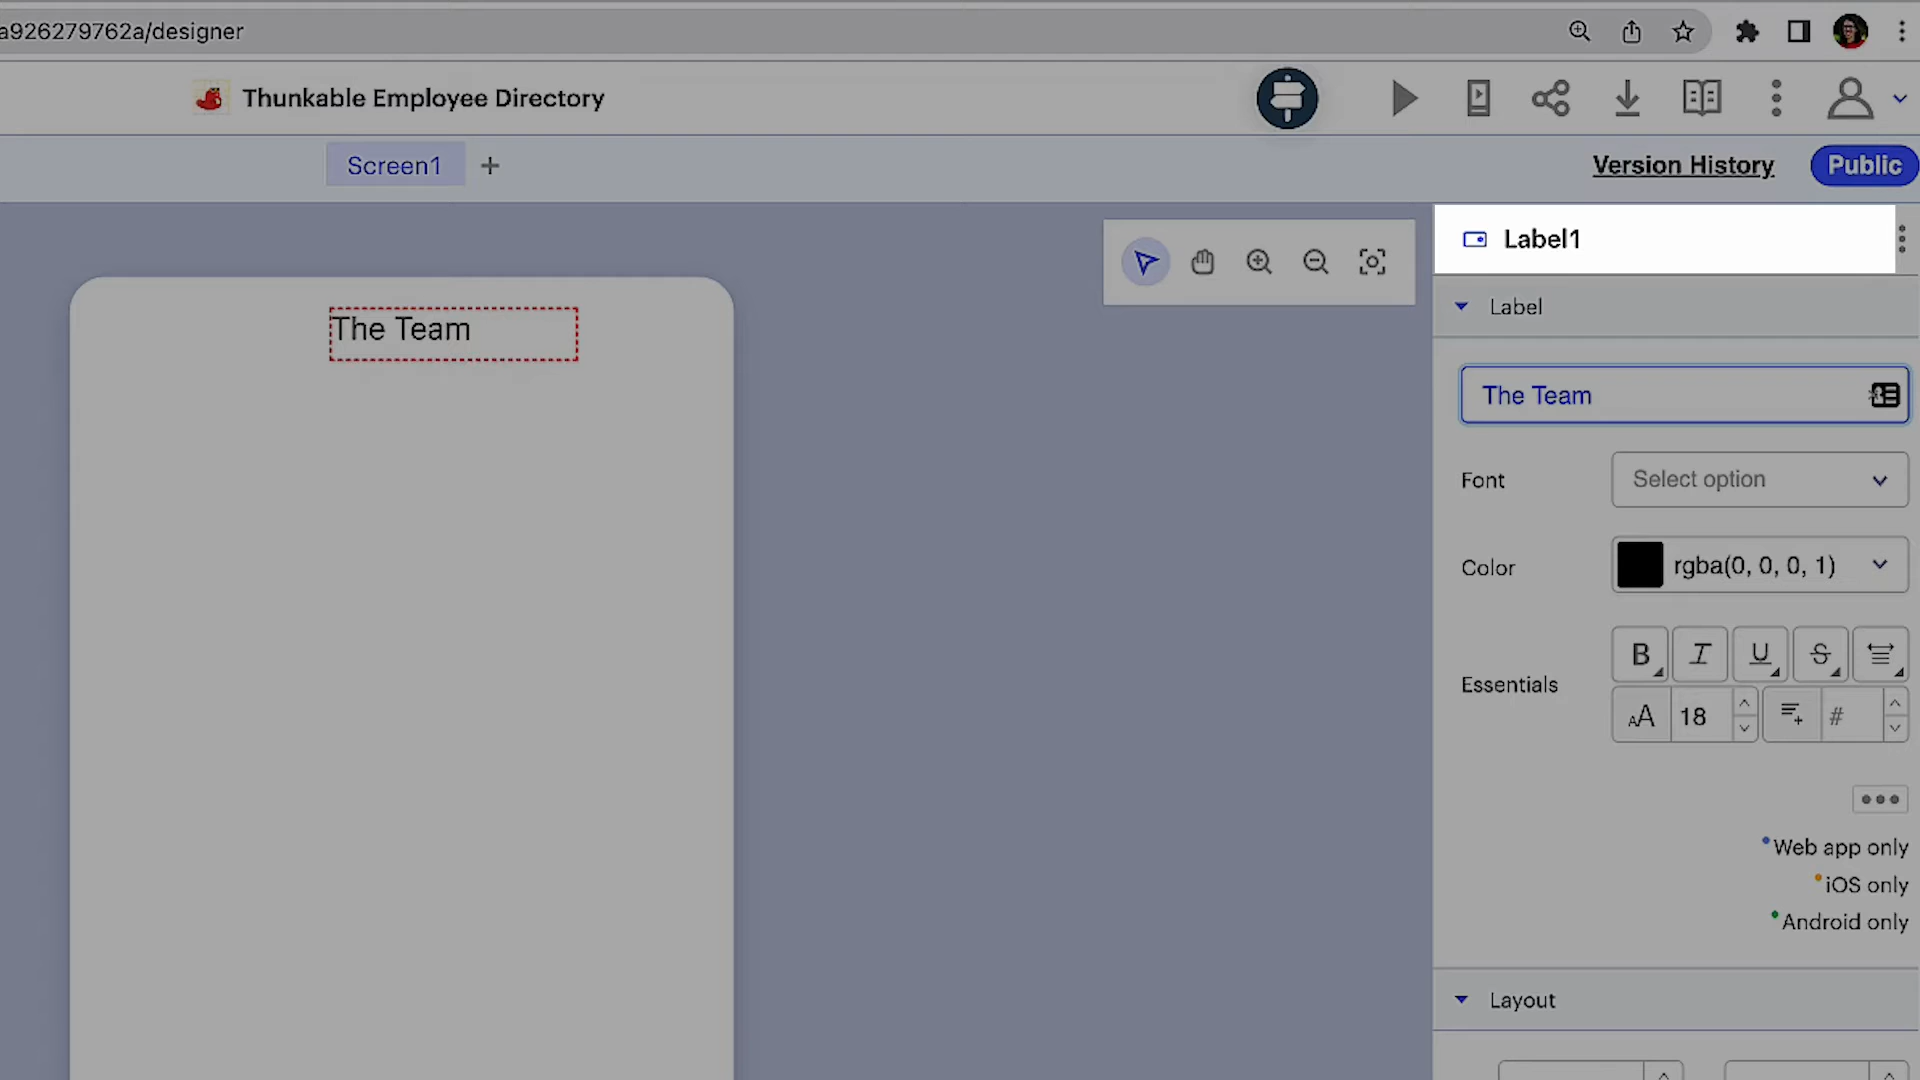 a926279762a/designer
Thunkable Employee Directory
Screen1 +
Version History
Public
Label1
Label
The Team
The Team
Font
Select option
Color
rgba(0, 0, 0, 1)
Essentials
B I U S
AA 18 #
Web app only
iOS only
Android only
Layout